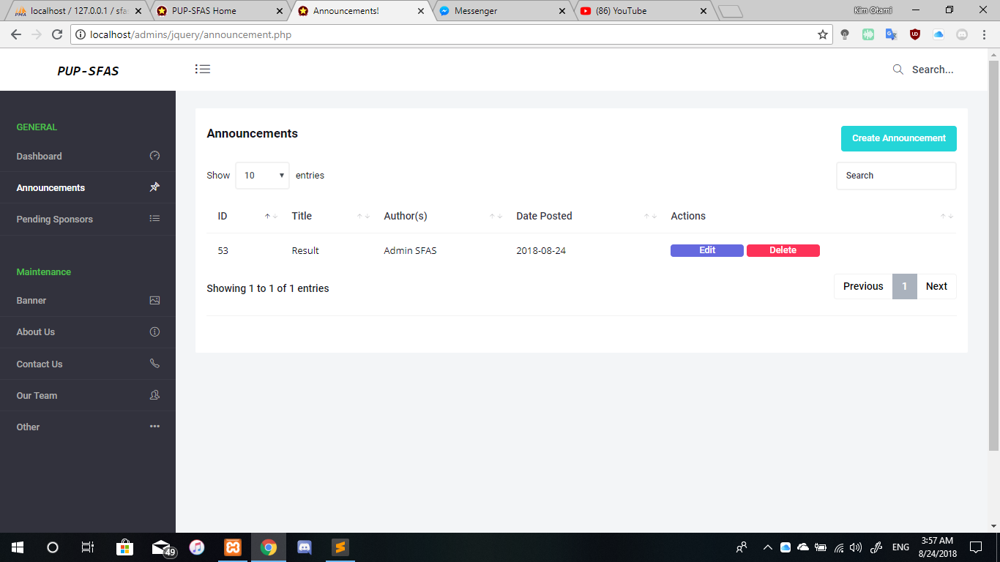 localhost / 127.0.0.1 / sfa
PUP-SFAS Home
Announcements!
Messenger
(86) YouTube
Kim Otami
localhost/admins/jquery/announcement.php
PUP-SFAS
Search...
GENERAL
Dashboard
Announcements
Pending Sponsors
Maintenance
Banner
About Us
Contact Us
Our Team
Other
Announcements
Create Announcement
Show 10 entries
Search
ID Title Author(s) Date Posted Actions
53 Result Admin SFAS 2018-08-24 Edit Delete
Showing 1 to 1 of 1 entries
Previous 1 Next
49
ENG
3:57 AM
8/24/2018